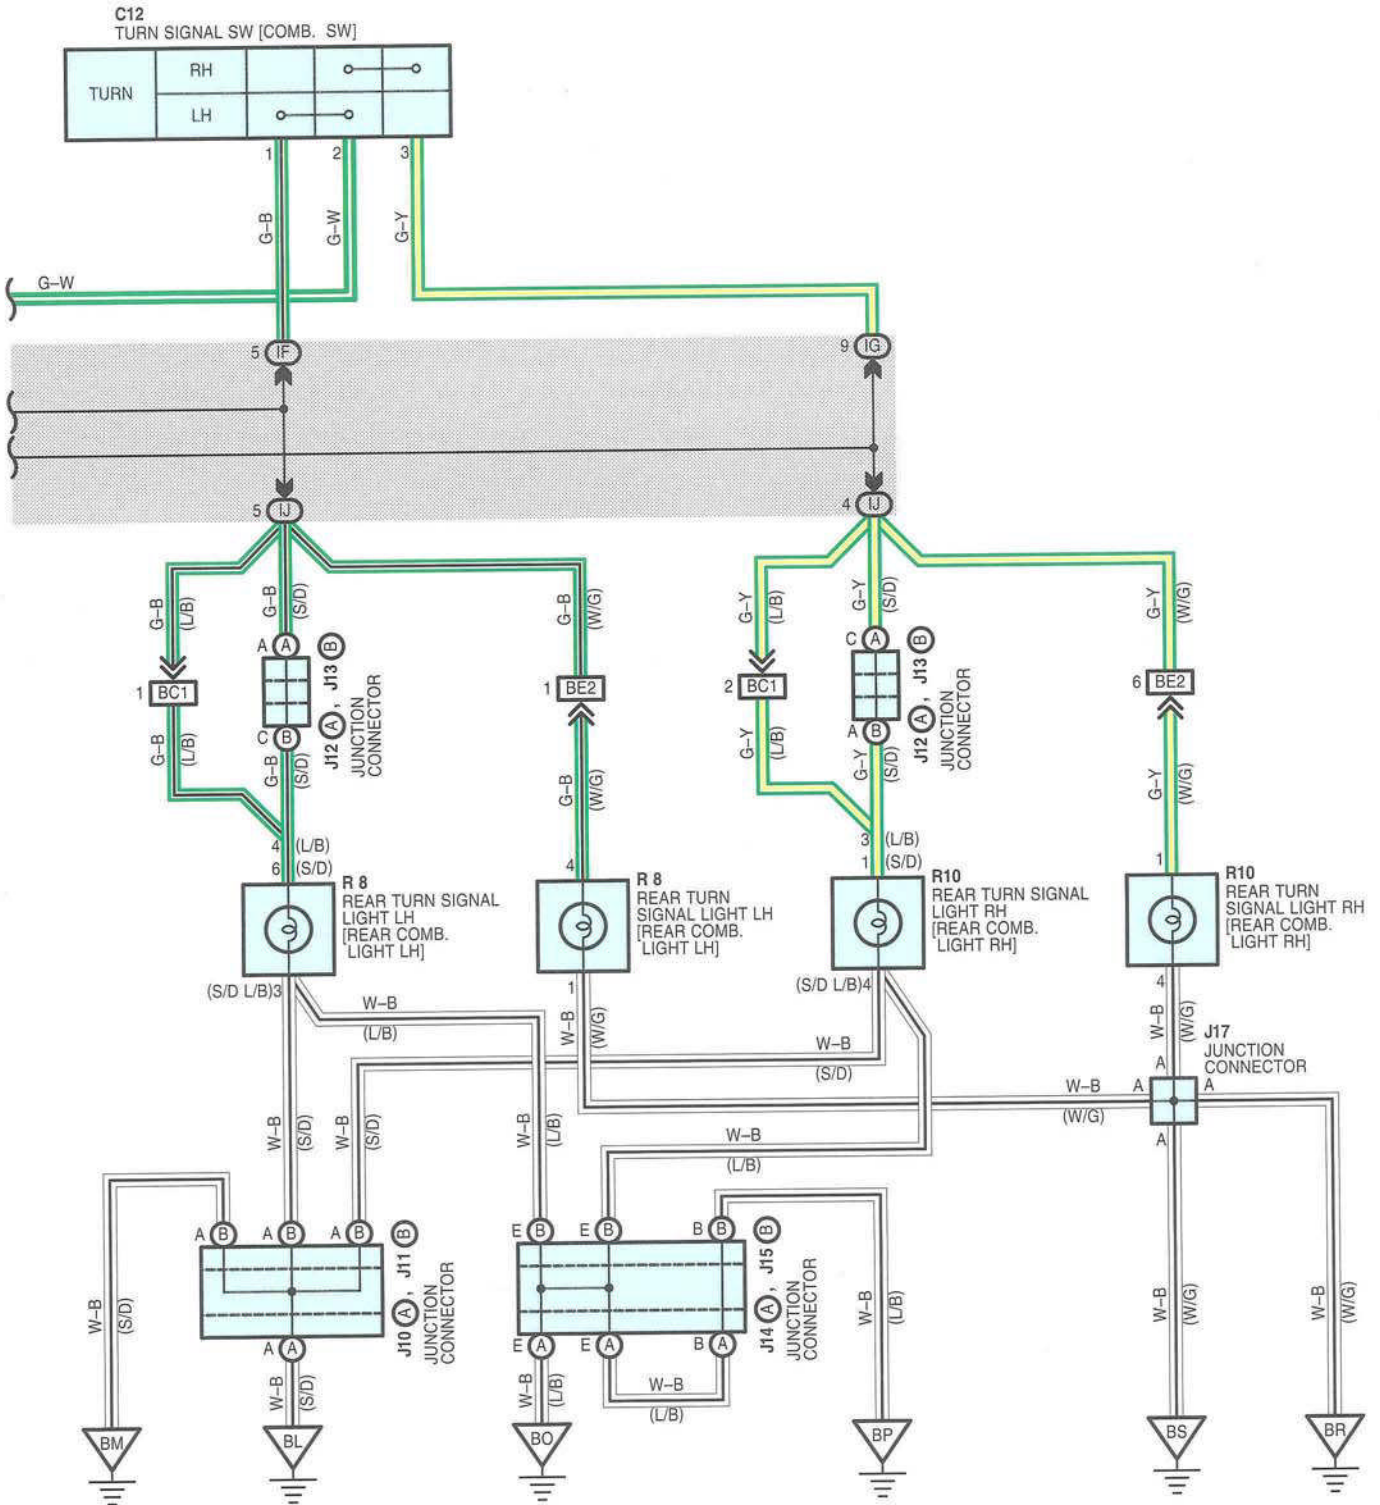 C12
TURN SIGNAL SW [COMB. SW]
TURN
RH
LH
1
2
3
G-B
G-W
G-Y
G-W
5 IF
9 IG
5 IJ
4 IJ
G-B
(L/B)
G-B
(S/D)
G-B
(W/G)
G-Y
(L/B)
G-Y
(S/D)
G-Y
(W/G)
A A
J12 A , J13 B
JUNCTION
CONNECTOR
C B
C A
J12 A , J13 B
JUNCTION
CONNECTOR
A B
1 BC1
1 BE2
2 BC1
6 BE2
G-B
(L/B)
G-B
(S/D)
G-B
(W/G)
G-Y
(L/B)
G-Y
(S/D)
G-Y
(W/G)
4 (L/B)
6 (S/D)
4
3 (L/B)
1 (S/D)
1
R 8
REAR TURN SIGNAL
LIGHT LH
[REAR COMB.
LIGHT LH]
R 8
REAR TURN
SIGNAL LIGHT LH
[REAR COMB.
LIGHT LH]
R10
REAR TURN SIGNAL
LIGHT RH
[REAR COMB.
LIGHT RH]
R10
REAR TURN
SIGNAL LIGHT RH
[REAR COMB.
LIGHT RH]
(S/D L/B)3
1
(S/D L/B)4
4
W-B
(L/B)
W-B
(W/G)
W-B
(S/D)
W-B
(W/G)
J17
JUNCTION
CONNECTOR
A
A
A
A
W-B
(W/G)
W-B
(S/D)
W-B
(S/D)
W-B
(L/B)
W-B
(L/B)
A B
A B
A B
J10 A , J11 B
JUNCTION
CONNECTOR
A A
E B
E B
B B
J14 A , J15 B
JUNCTION
CONNECTOR
E A
E A
B A
W-B
(S/D)
W-B
(S/D)
W-B
(L/B)
W-B
(L/B)
W-B
(L/B)
W-B
(W/G)
W-B
(W/G)
BM
BL
BO
BP
BS
BR